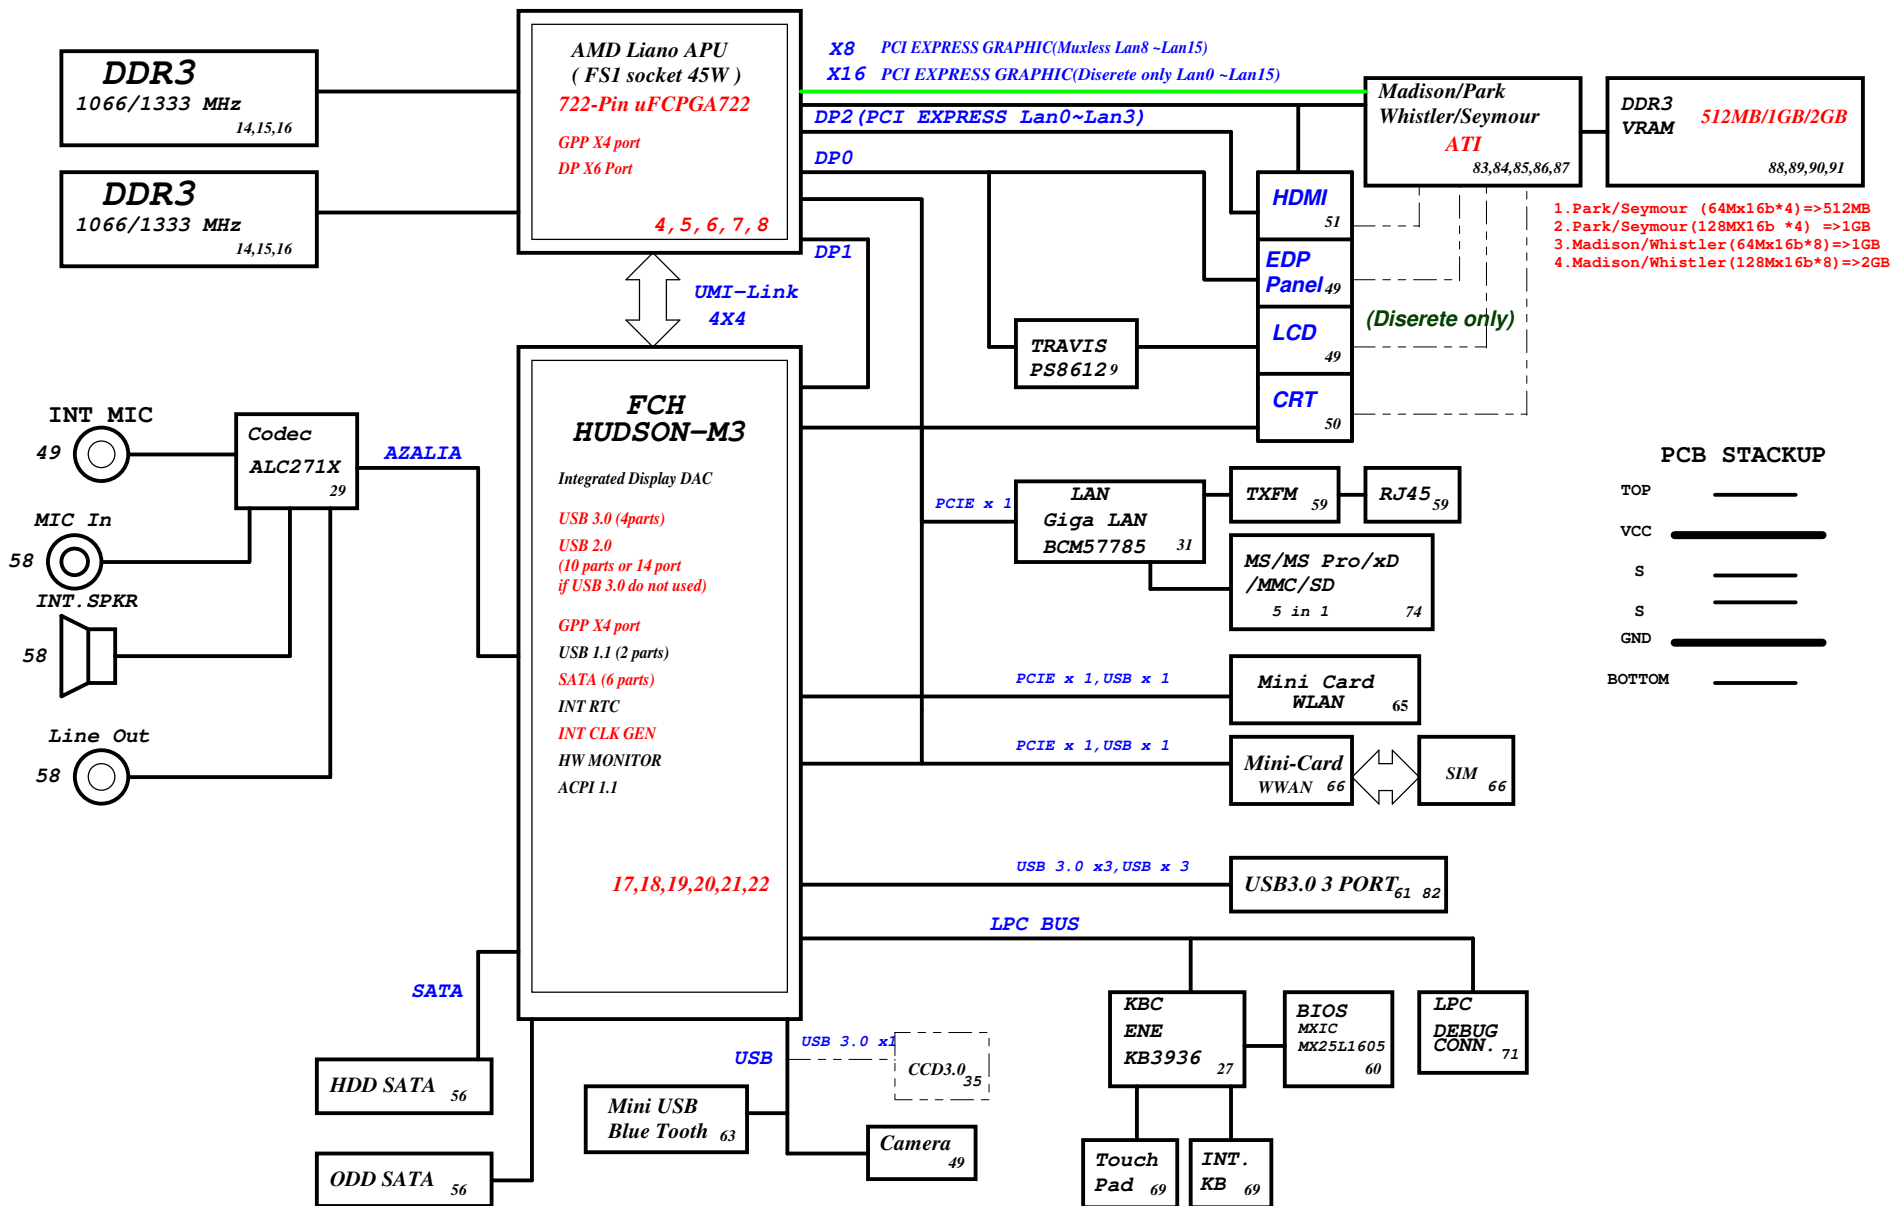 DDR3
1066/1333 MHz
14,15,16
DDR3
1066/1333 MHz
14,15,16
AMD Liano APU
( FS1 socket 45W )
722-Pin uFCPGA722
GPP X4 port
DP X6 Port
4,5,6,7,8
X8 PCI EXPRESS GRAPHIC(Muxless Lan8 ~Lan15)
X16 PCI EXPRESS GRAPHIC(Diserete only Lan0 ~Lan15)
DP2(PCI EXPRESS Lan0~Lan3)
DP0
DP1
Madison/Park
Whistler/Seymour
ATI
83,84,85,86,87
DDR3
VRAM
512MB/1GB/2GB
88,89,90,91
1.Park/Seymour (64Mx16b*4)=>512MB
2.Park/Seymour(128MX16b *4) =>1GB
3.Madison/Whistler(64Mx16b*8)=>1GB
4.Madison/Whistler(128Mx16b*8)=>2GB
HDMI
51
EDP
Panel 49
LCD
49
CRT
50
(Diserete only)
TRAVIS
PS8612 9
UMI-Link
4X4
FCH
HUDSON-M3
Integrated Display DAC
USB 3.0 (4parts)
USB 2.0
(10 parts or 14 port
if USB 3.0 do not used)
GPP X4 port
USB 1.1 (2 parts)
SATA (6 parts)
INT RTC
INT CLK GEN
HW MONITOR
ACPI 1.1
17,18,19,20,21,22
INT MIC
49
Codec
ALC271X
29
AZALIA
MIC In
58
INT.SPKR
58
Line Out
58
PCIE x 1
LAN
Giga LAN
BCM57785 31
TXFM
59
RJ45
59
MS/MS Pro/xD
/MMC/SD
5 in 1 74
PCIE x 1,USB x 1
Mini Card
WLAN 65
PCIE x 1,USB x 1
Mini-Card
WWAN 66
SIM
66
USB 3.0 x3,USB x 3
USB3.0 3 PORT 61 82
LPC BUS
KBC
ENE
KB3936 27
BIOS
MXIC
MX25L1605
60
LPC
DEBUG
CONN. 71
Touch
Pad 69
INT.
KB 69
SATA
HDD SATA 56
ODD SATA 56
USB
USB 3.0 x1
CCD3.0
35
Mini USB
Blue Tooth 63
Camera
49
PCB STACKUP
TOP
VCC
S
S
GND
BOTTOM